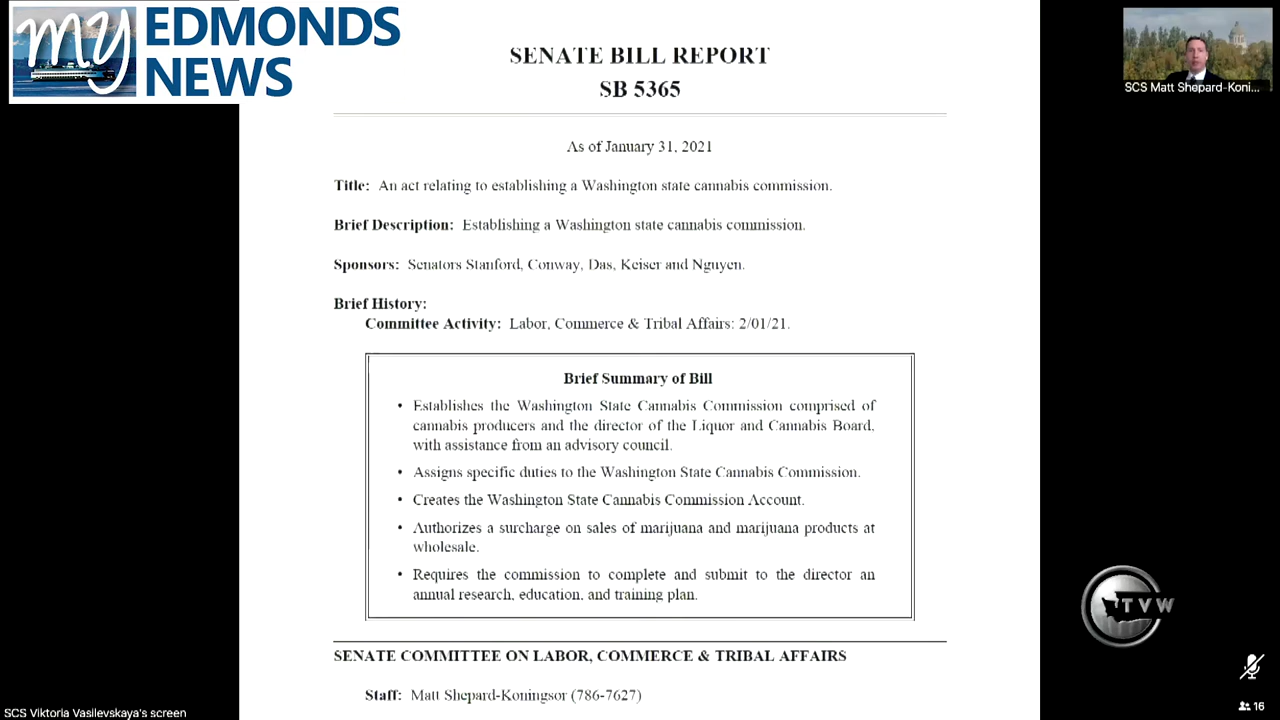 my EDMONDS
NEWS
SENATE BILL REPORT
SB 5365
SCS Matt Shepard-Koni...
As of January 31, 2021
Title: An act relating to establishing a Washington state cannabis commission.
Brief Description: Establishing a Washington state cannabis commission.
Sponsors: Senators Stanford, Conway, Das, Keiser and Nguyen.
Brief History:
Committee Activity: Labor, Commerce & Tribal Affairs: 2/01/21.
Brief Summary of Bill
• Establishes the Washington State Cannabis Commission comprised of
cannabis producers and the director of the Liquor and Cannabis Board,
with assistance from an advisory council.
• Assigns specific duties to the Washington State Cannabis Commission.
• Creates the Washington State Cannabis Commission Account.
• Authorizes a surcharge on sales of marijuana and marijuana products at
wholesale.
• Requires the commission to complete and submit to the director an
annual research, education, and training plan.
TVW
SENATE COMMITTEE ON LABOR, COMMERCE & TRIBAL AFFAIRS
Staff: Matt Shepard-Koningsor (786-7627)
16
SCS Viktoria Vasilevskaya's screen